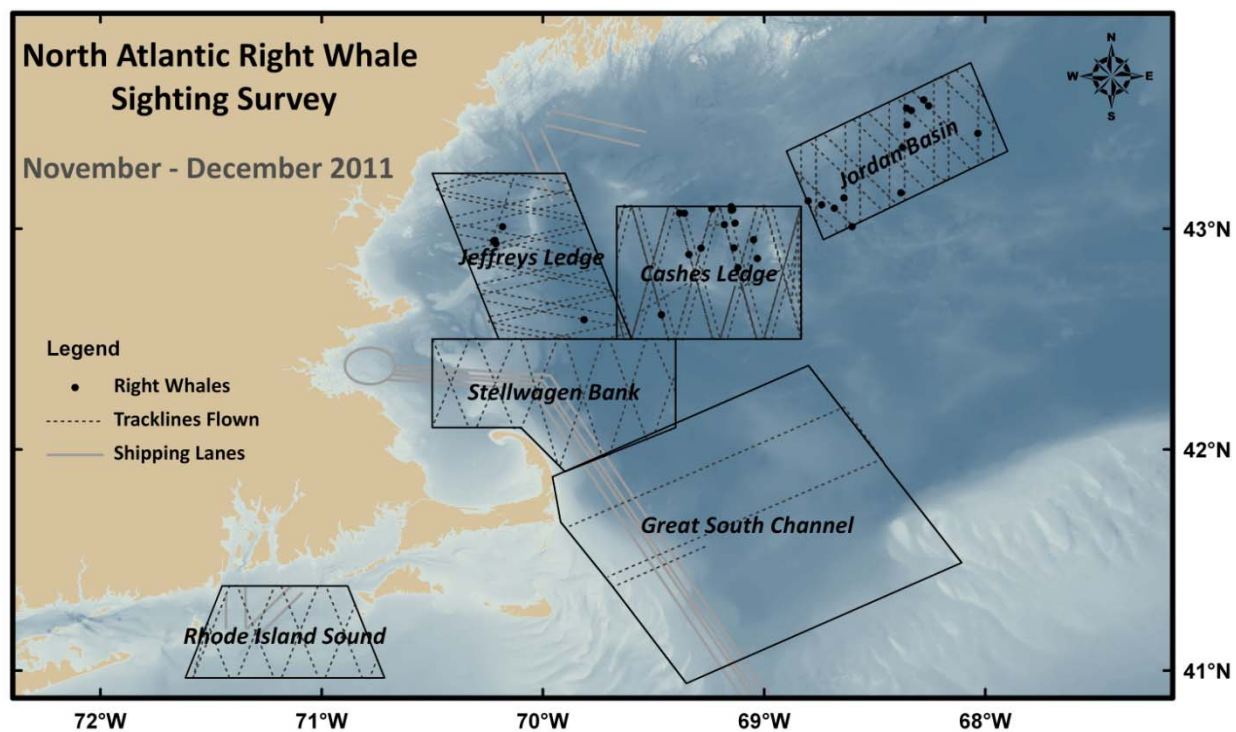 North Atlantic Right Whale
Sighting Survey
November - December 2011
N
W
E
S
Jordan Basin
Jeffreys Ledge
Cashes Ledge
43°N
Legend
Right Whales
Tracklines Flown
Shipping Lanes
Stellwagen Bank
42°N
Great South Channel
Rhode Island Sound
41°N
72°W
71°W
70°W
69°W
68°W